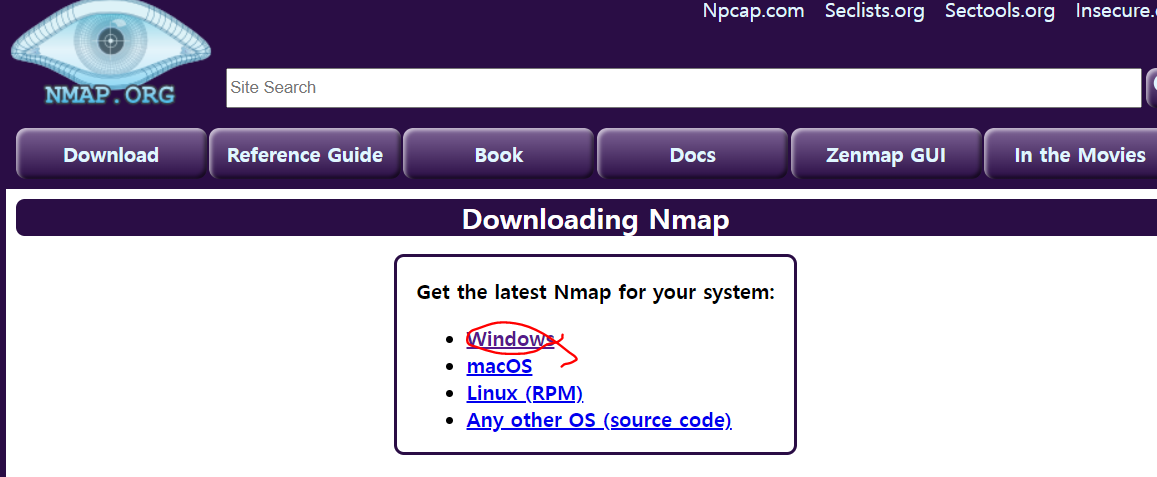 Npcap.com Seclists.org Sectools.org Insecure.
NMAP.ORG
Site Search
Download Reference Guide Book Docs Zenmap GUI In the Movies
Downloading Nmap
Get the latest Nmap for your system:
Windows
macOS
Linux (RPM)
Any other OS (source code)